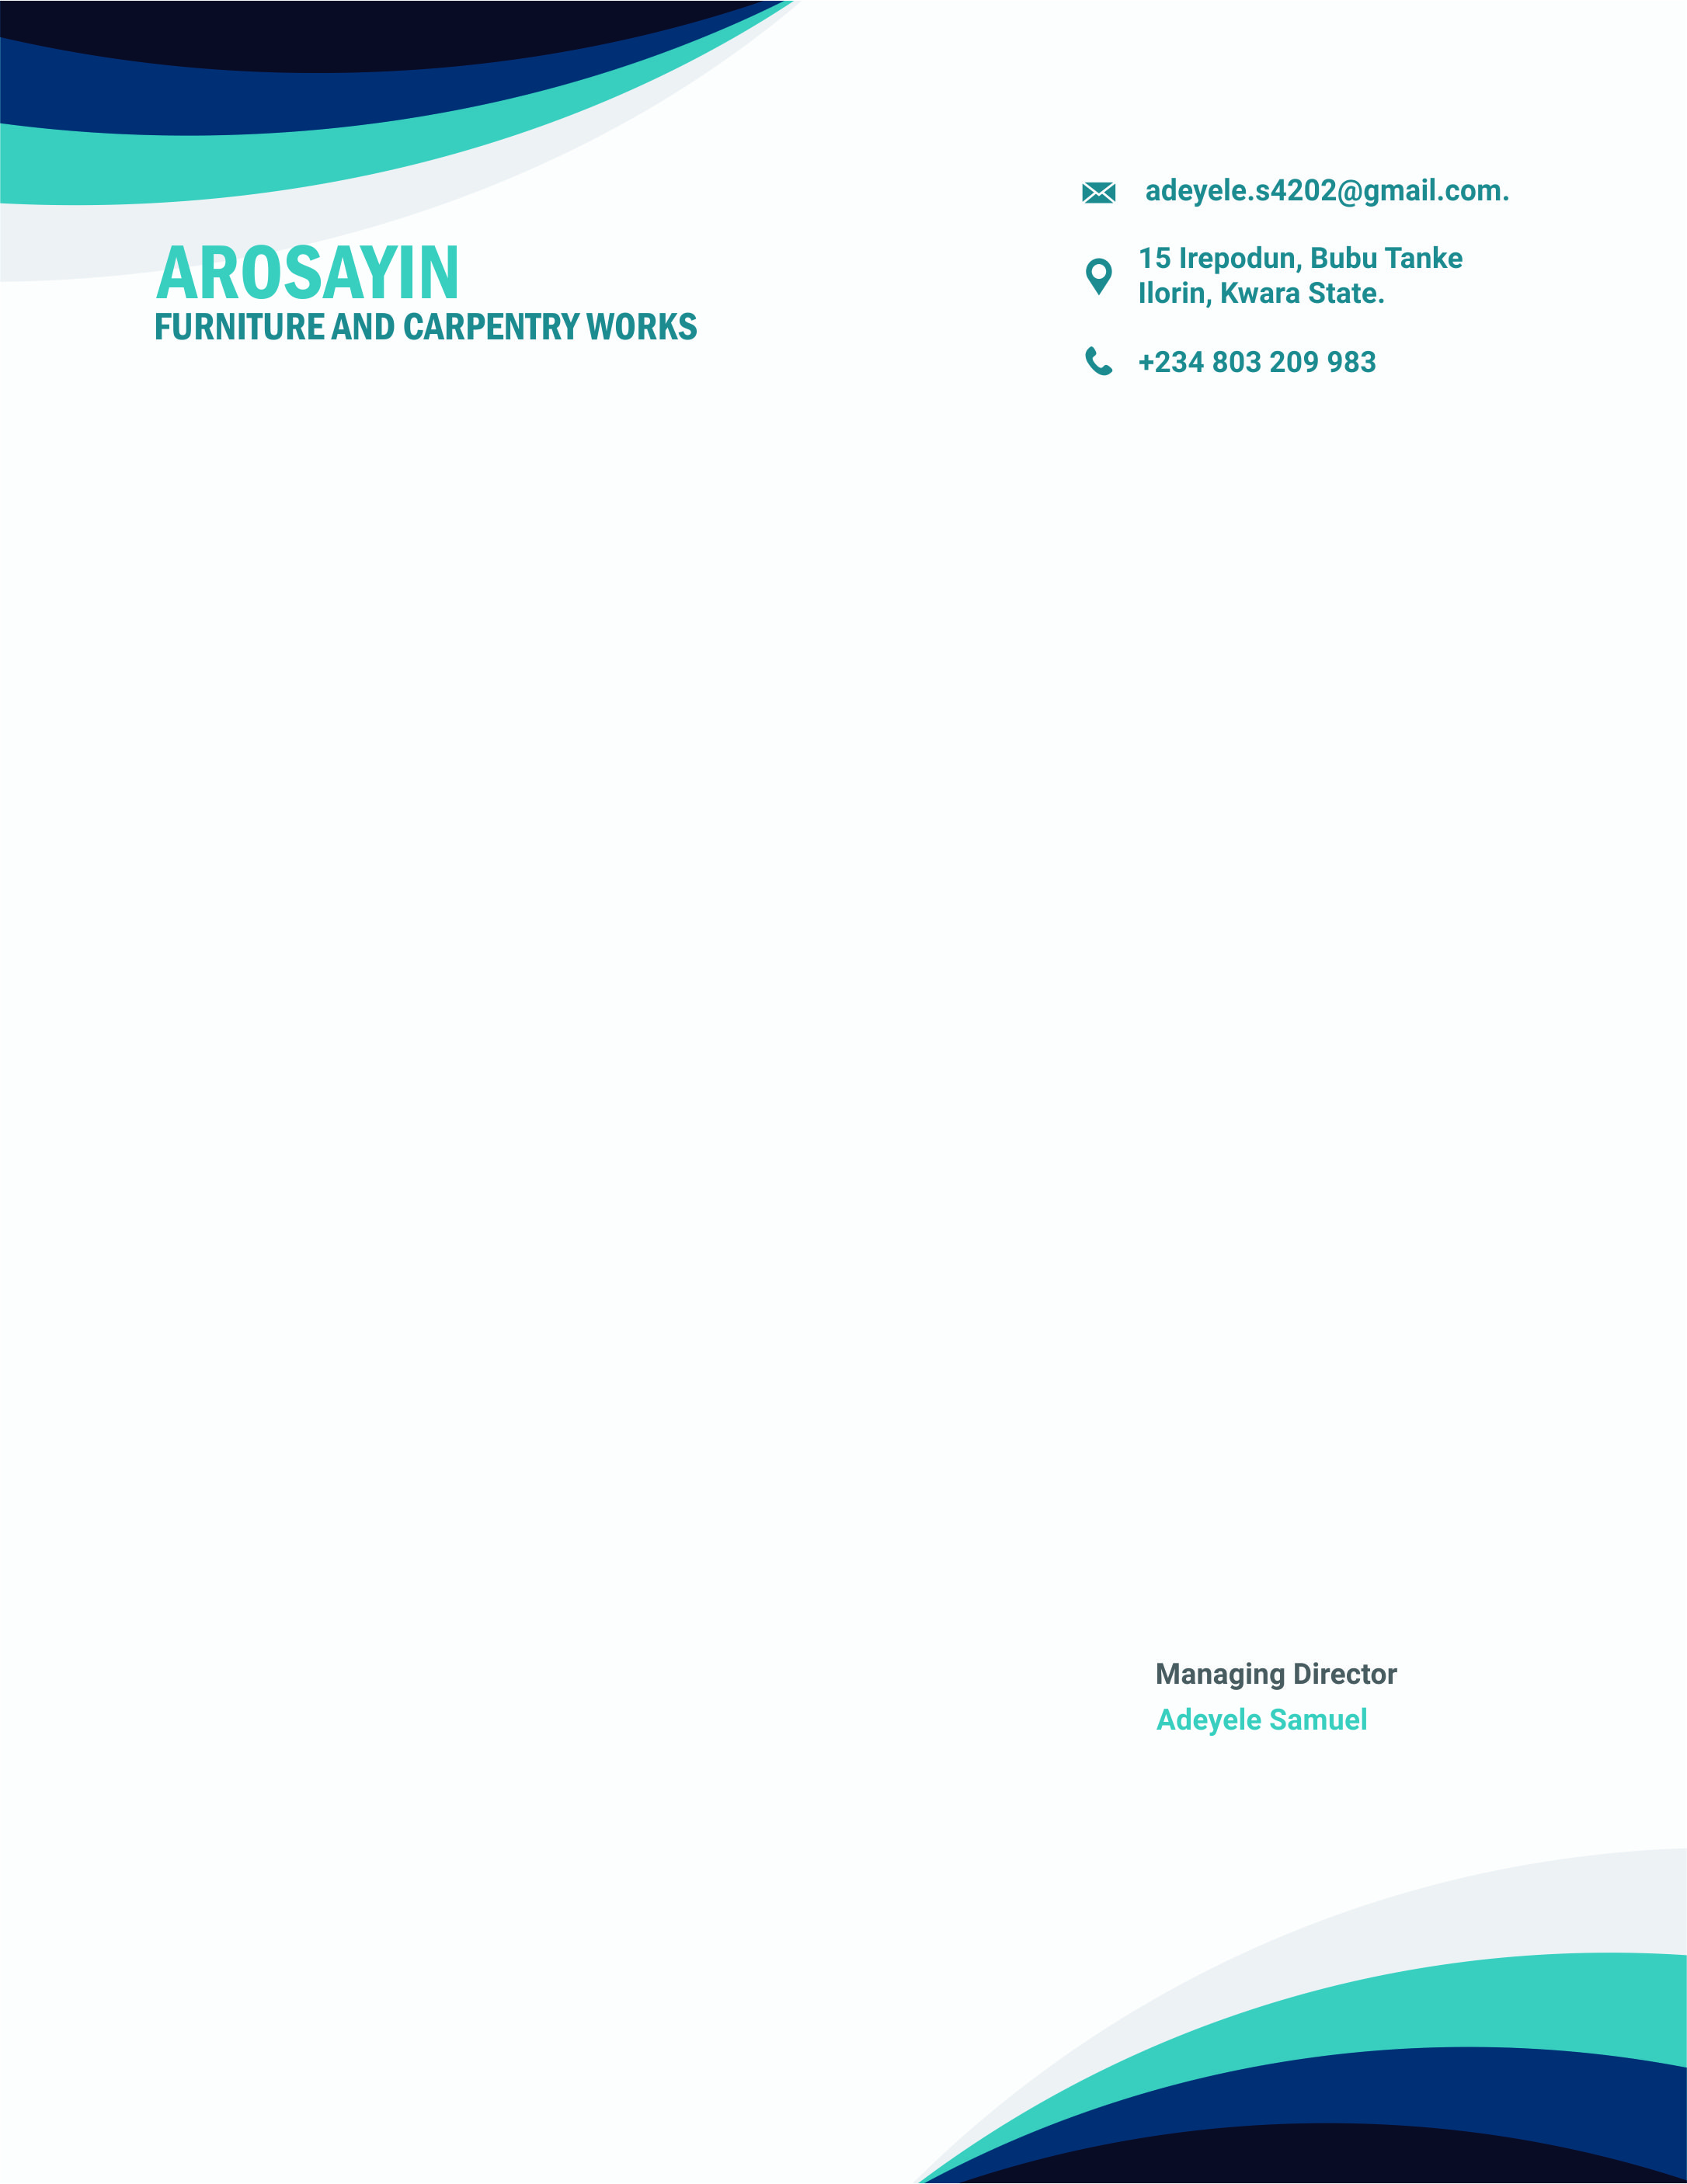 AROSAYIN
FURNITURE AND CARPENTRY WORKS
adeyele.s4202@gmail.com.
15 Irepodun, Bubu Tanke
Ilorin, Kwara State.
+234 803 209 983
Managing Director
Adeyele Samuel